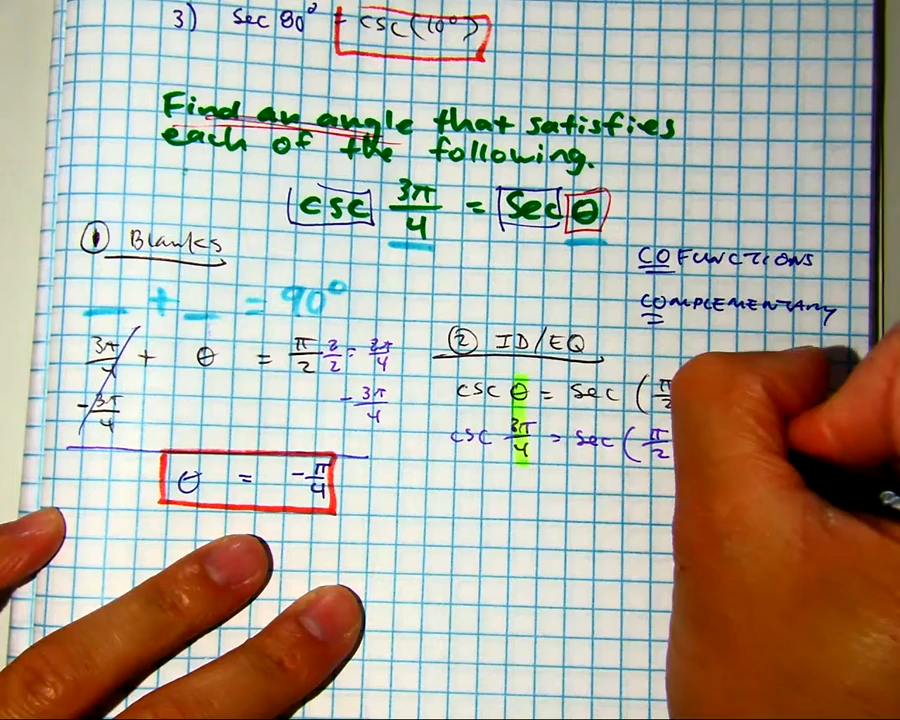 3) sec 80° = csc(10°)
Find an angle that satisfies
each of the following.
csc 3π/4 = sec θ
① Blanks
COFUNCTIONS
__ + __ = 90°
COMPLEMENTARY
3π/4 + θ = π/2 2/2 = 2π/4
- 3π/4 - 3π/4
θ = -π/4
② ID/EQ
csc θ = sec (π/2
csc 3π/4 = sec (π/2